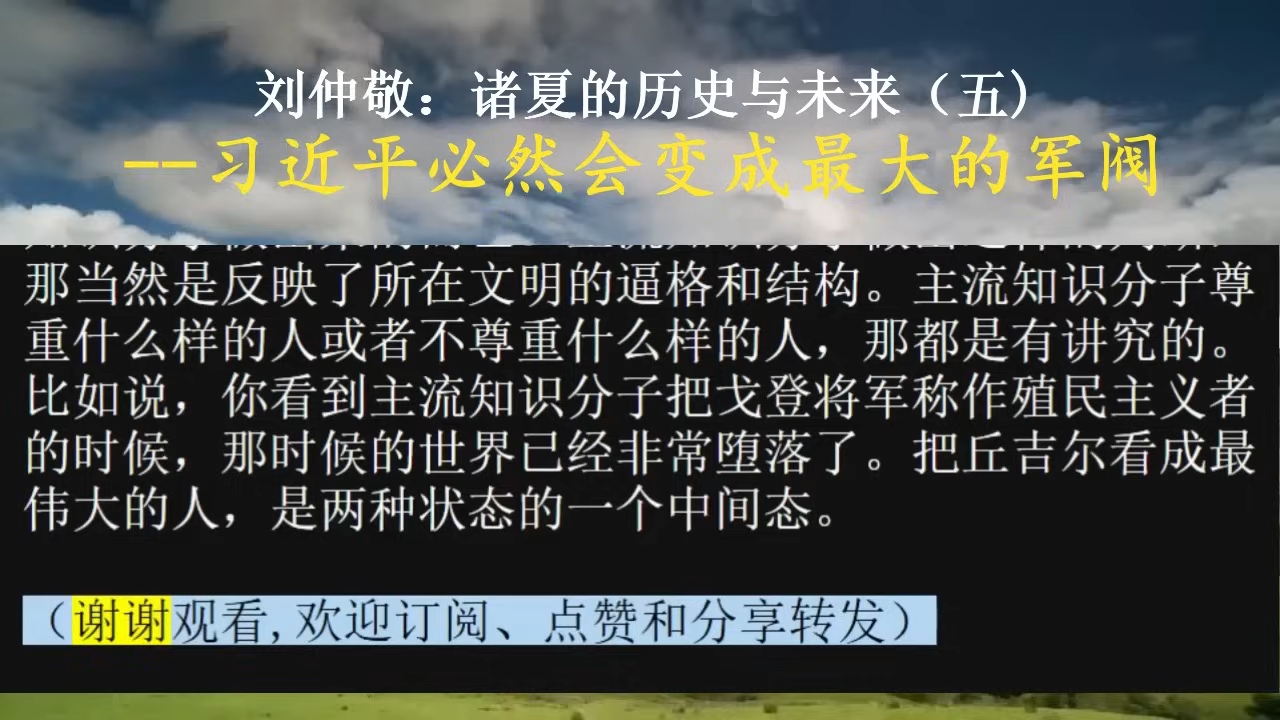 刘仲敬：诸夏的历史与未来（五）
--习近平必然会变成最大的军阀
那当然是反映了所在文明的逼格和结构。主流知识分子尊
重什么样的人或者不尊重什么样的人，那都是有讲究的。
比如说，你看到主流知识分子把戈登将军称作殖民主义者
的时候，那时候的世界已经非常堕落了。把丘吉尔看成最
伟大的人，是两种状态的一个中间态。
（谢谢观看,欢迎订阅、点赞和分享转发）